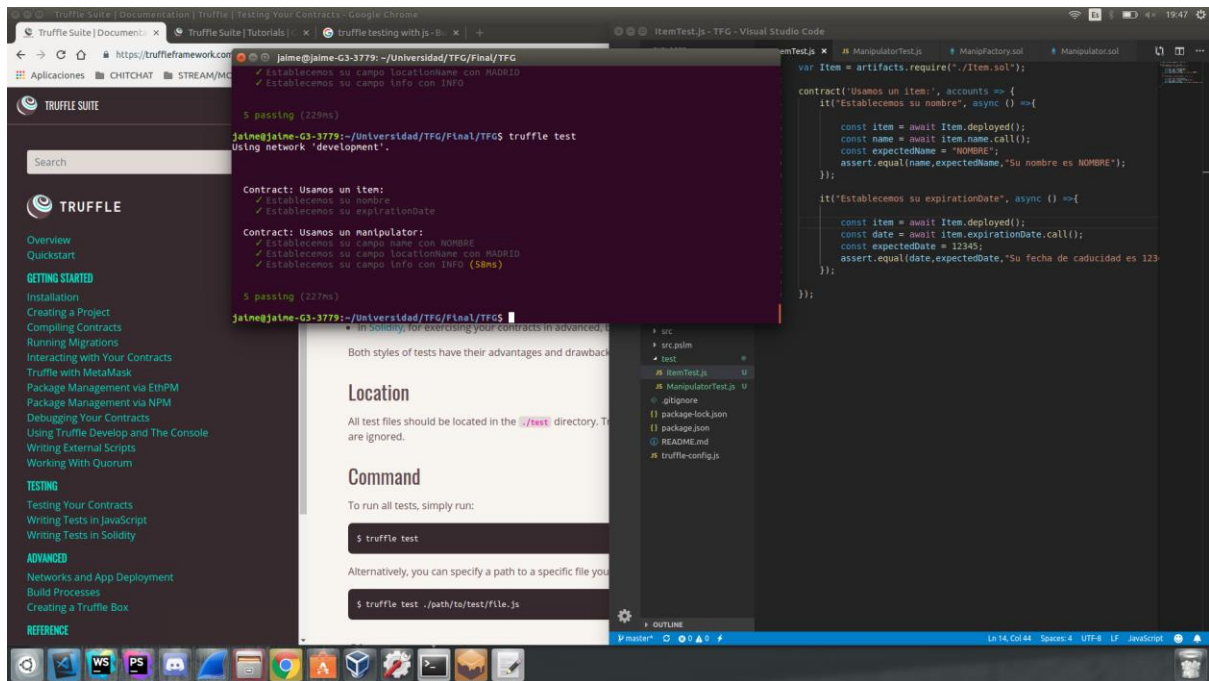 Truffle Suite | Documentation | Truffle | Testing Your Contracts - Google Chrome
Es 19:47
Truffle Suite | Document
Truffle Suite | Tutorials |
truffle testing with js - B
ItemTest.js - TFG - Visual Studio Code
https://truffleframework.com
Aplicaciones CHITCHAT STREAM/MO
TRUFFLE SUITE
Search
TRUFFLE
Overview
Quickstart
GETTING STARTED
Installation
Creating a Project
Compiling Contracts
Running Migrations
Interacting with Your Contracts
Truffle with MetaMask
Package Management via EthPM
Package Management via NPM
Debugging Your Contracts
Using Truffle Develop and The Console
Writing External Scripts
Working With Quorum
TESTING
Testing Your Contracts
Writing Tests in JavaScript
Writing Tests in Solidity
ADVANCED
Networks and App Deployment
Build Processes
Creating a Truffle Box
REFERENCE
jaime@jaime-G3-3779: ~/Universidad/TFG/Final/TFG
✓ Establecemos su campo locationName con MADRID
✓ Establecemos su campo info con INFO
5 passing (229ms)
jaime@jaime-G3-3779:~/Universidad/TFG/Final/TFG$ truffle test
Using network 'development'.
Contract: Usamos un item:
✓ Establecemos su nombre
✓ Establecemos su expirationDate
Contract: Usamos un manipulator:
✓ Establecemos su campo name con NOMBRE
✓ Establecemos su campo locationName con MADRID
✓ Establecemos su campo info con INFO (58ms)
5 passing (227ms)
jaime@jaime-G3-3779:~/Universidad/TFG/Final/TFG$
In Solidity, for exercising your contracts in advanced,
Both styles of tests have their advantages and drawback
Location
All test files should be located in the ./test directory.
are ignored.
Command
To run all tests, simply run:
$ truffle test
Alternatively, you can specify a path to a specific file you
$ truffle test ./path/to/test/file.js
emTest.js × JS ManipulatorTest.js ManipFactory.sol Manipulator.sol
var Item = artifacts.require("./Item.sol");
contract('Usamos un item:', accounts => {
it("Establecemos su nombre", async () =>{
const item = await Item.deployed();
const name = await item.name.call();
const expectedName = "NOMBRE";
assert.equal(name,expectedName,"Su nombre es NOMBRE");
});
it("Establecemos su expirationDate", async () =>{
const item = await Item.deployed();
const date = await item.expirationDate.call();
const expectedDate = 12345;
assert.equal(date,expectedDate,"Su fecha de caducidad es 123
});
});
src
src.pslm
test
JS ItemTest.js U
JS ManipulatorTest.js U
.gitignore
{} package-lock.json
{} package.json
README.md
JS truffle-config.js
OUTLINE
master* 0 0 Ln 14, Col 44 Spaces: 4 UTF-8 LF JavaScript
WS PS